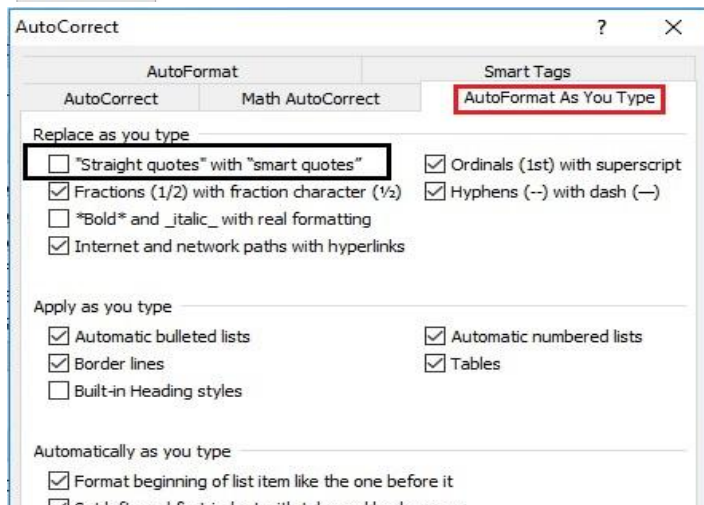 AutoCorrect ? ✕
AutoFormat Smart Tags
AutoCorrect Math AutoCorrect AutoFormat As You Type
Replace as you type
"Straight quotes" with “smart quotes”
Ordinals (1st) with superscript
Fractions (1/2) with fraction character (½)
Hyphens (--) with dash (—)
*Bold* and _italic_ with real formatting
Internet and network paths with hyperlinks
Apply as you type
Automatic bulleted lists
Automatic numbered lists
Border lines
Tables
Built-in Heading styles
Automatically as you type
Format beginning of list item like the one before it